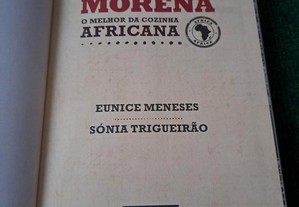 MORENA
O MELHOR DA COZINHA
AFRICANA
EUNICE MENESES
SÓNIA TRIGUEIRÃO